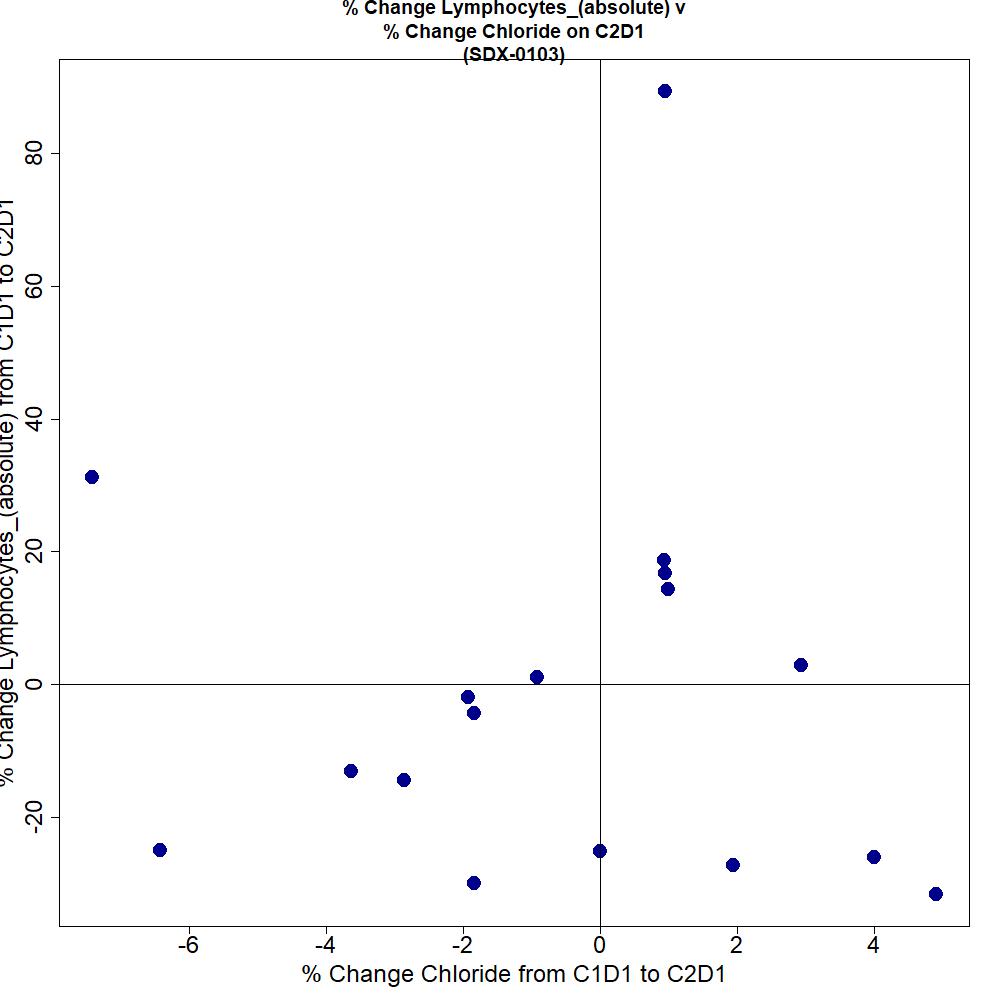 % Change Lymphocytes_(absolute) v
% Change Chloride on C2D1
(SDX-0103)
% Change Lymphocytes_(absolute) from C1D1 to C2D1
80
60
40
20
0
-20
-6
-4
-2
0
2
4
% Change Chloride from C1D1 to C2D1